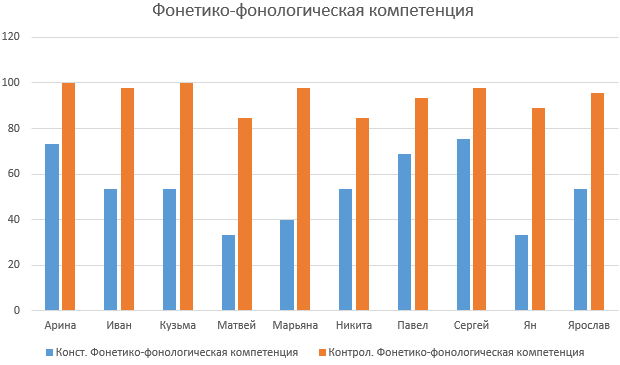 Фонетико-фонологическая компетенция
120
100
80
60
40
20
0
Арина Иван Кузьма Матвей Марьяна Никита Павел Сергей Ян Ярослав
Конст. Фонетико-фонологическая компетенция Контрол. Фонетико-фонологическая компетенция